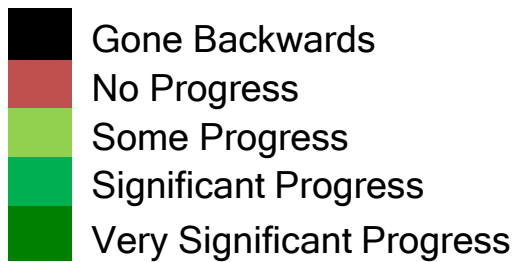 Gone Backwards
No Progress
Some Progress
Significant Progress
Very Significant Progress